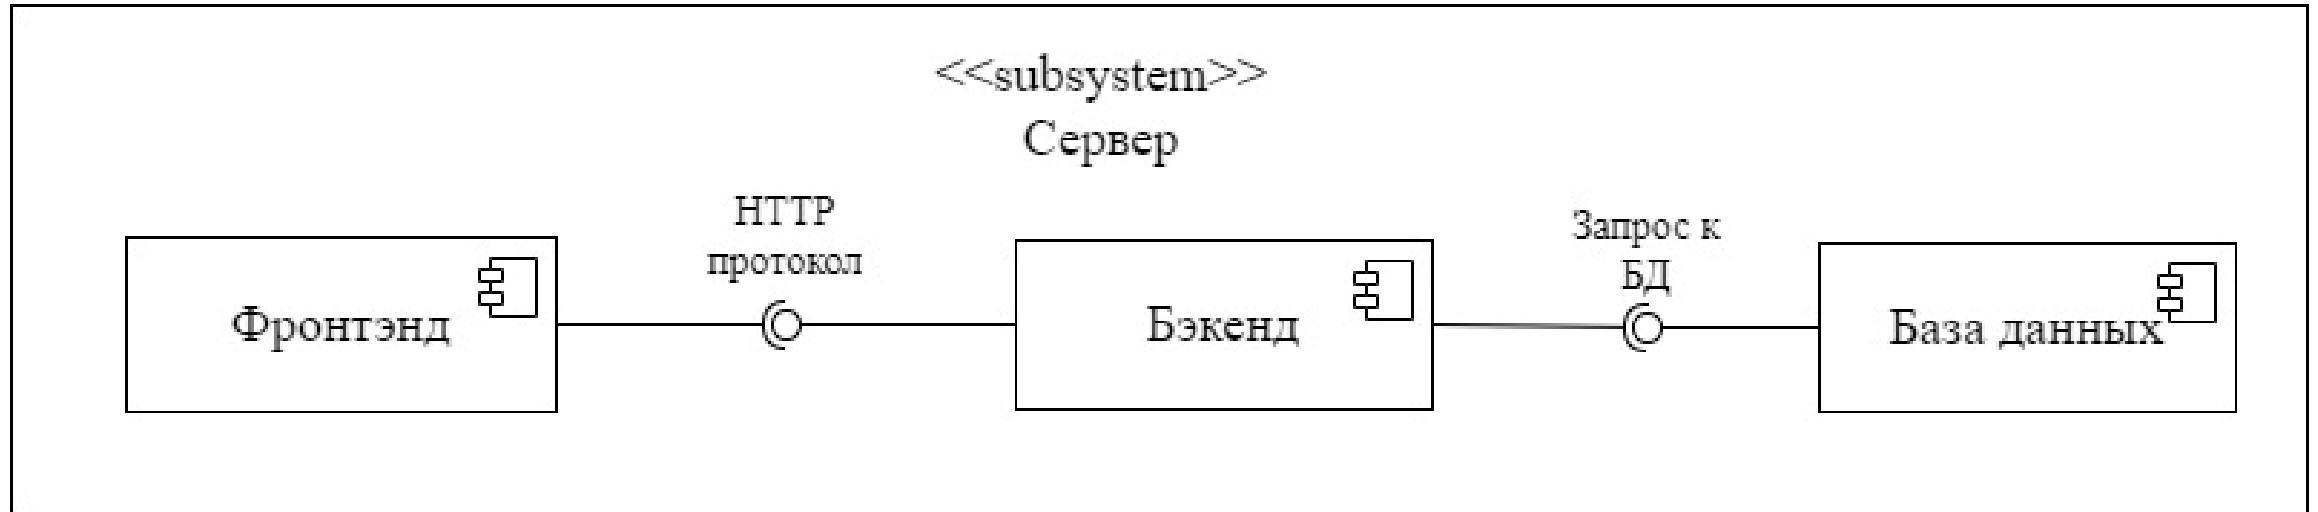 <<subsystem>>
Сервер
HTTP
протокол
Запрос к
БД
Фронтэнд
Бэкенд
База данных